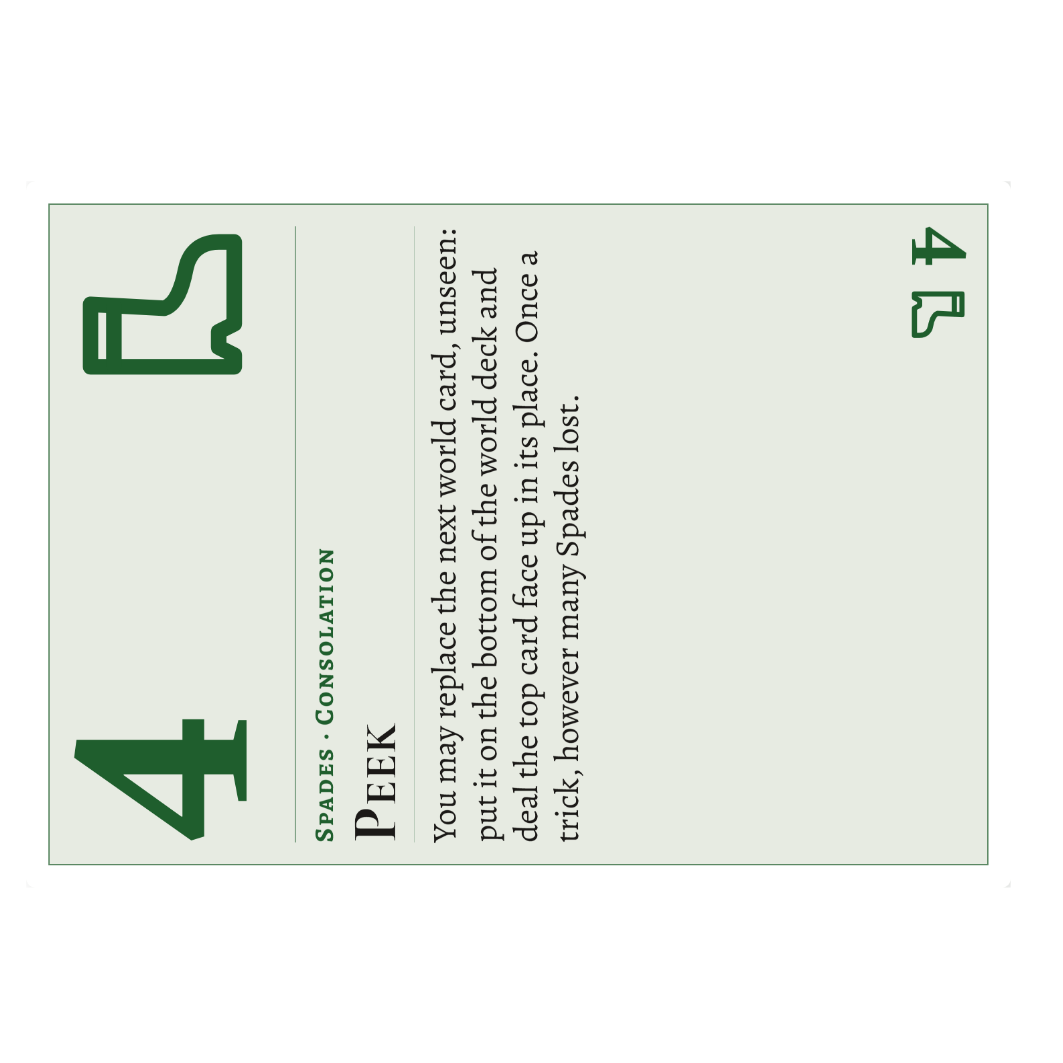 4
Spades · Consolation
Peek
You may replace the next world card, unseen:
put it on the bottom of the world deck and
deal the top card face up in its place. Once a
trick, however many Spades lost.
4